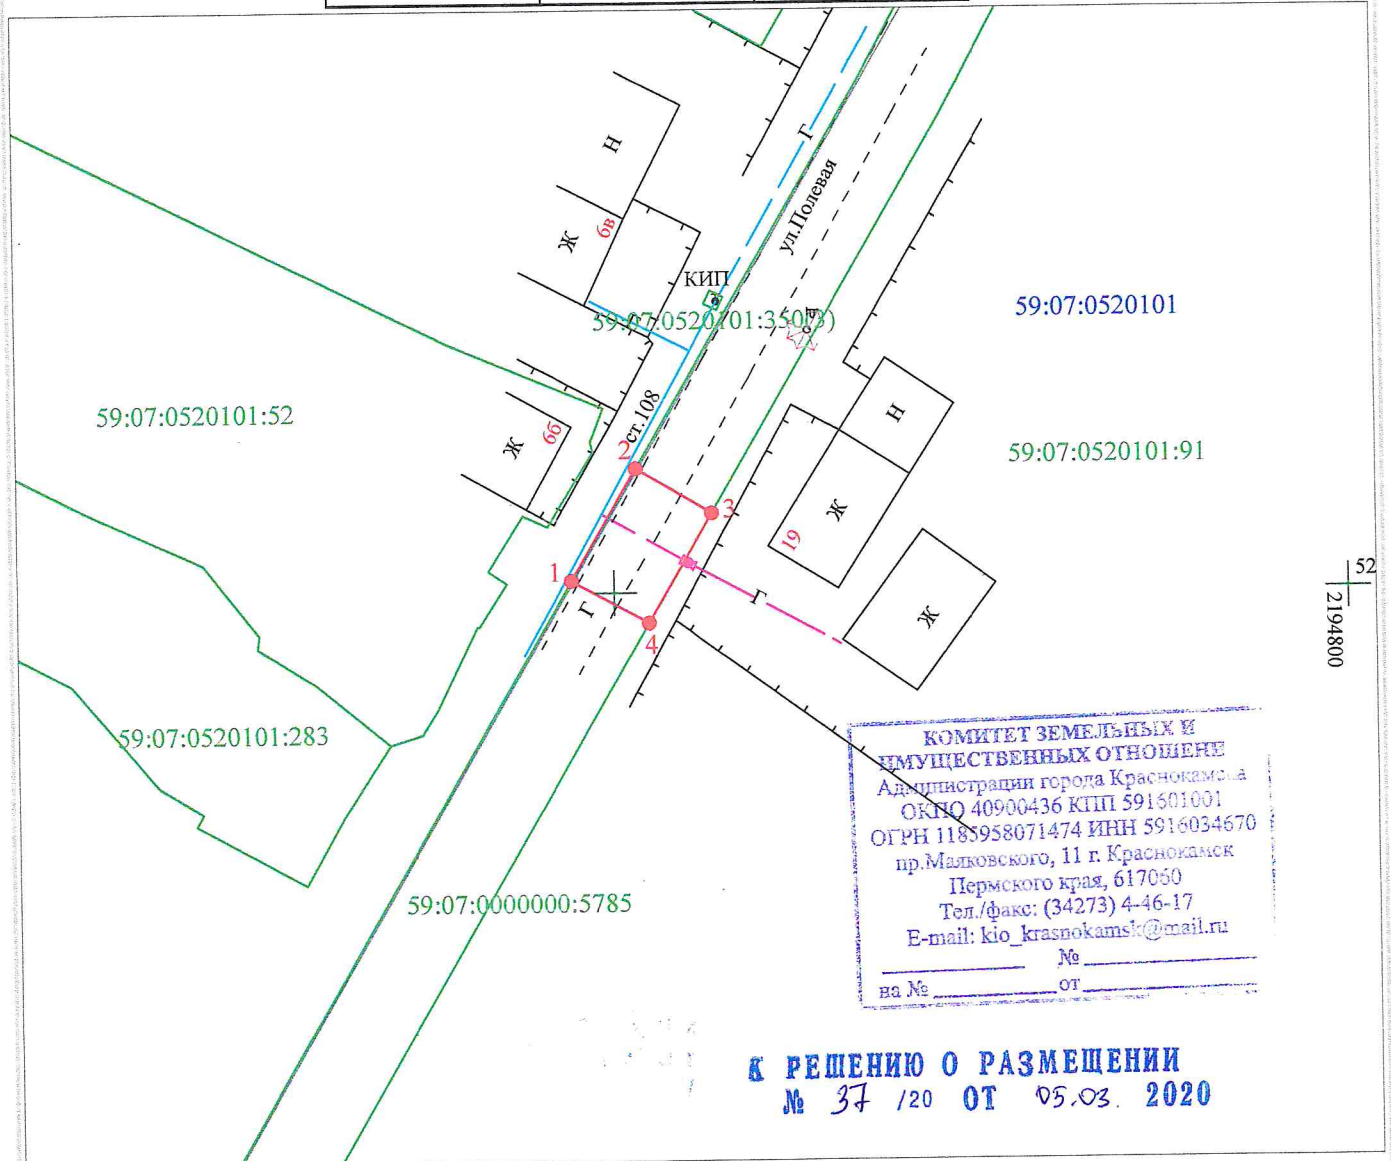 Н
Г
ул.Полевая
6в
Ж
КИП
59:07:0520101:350(3)
59:07:0520101
59:07:0520101:52
66
Ж
ст.108
Н
59:07:0520101:91
2
3
Ж
19
1
Г
4
Г
Ж
52
2194800
59:07:0520101:283
59:07:0000000:5785
КОМИТЕТ ЗЕМЕЛЬНЫХ И
ИМУЩЕСТВЕННЫХ ОТНОШЕНЕ
Администрации города Краснокамска
ОКПО 40900436 КПП 591601001
ОГРН 1185958071474 ИНН 5916034670
пр.Маяковского, 11 г. Краснокамск
Пермского края, 617060
Тел./факс: (34273) 4-46-17
E-mail: kio_krasnokamsk@mail.ru
№
на № от
К РЕШЕНИЮ О РАЗМЕЩЕНИИ
№ 37 /20 ОТ 05.03. 2020